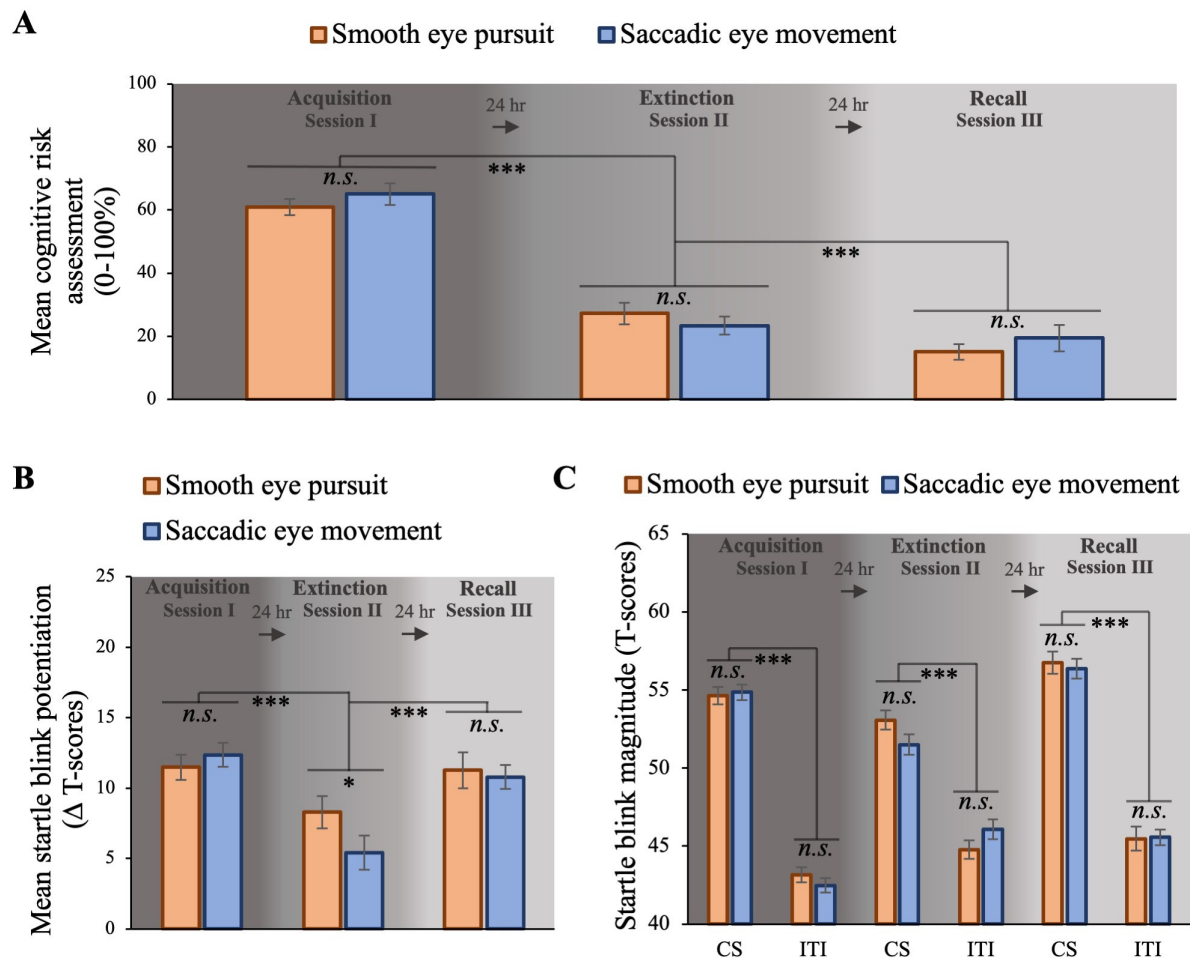 A
Smooth eye pursuit
Saccadic eye movement
Mean cognitive risk
assessment
(0-100%)
100
80
60
40
20
0
Acquisition
Session I
24 hr
Extinction
Session II
24 hr
Recall
Session III
n.s.
***
n.s.
***
n.s.
B
Smooth eye pursuit
Saccadic eye movement
Mean startle blink potentiation
(Δ T-scores)
25
20
15
10
5
0
Acquisition
Session I
24 hr
Extinction
Session II
24 hr
Recall
Session III
n.s.
***
*
***
n.s.
C
Smooth eye pursuit
Saccadic eye movement
Startle blink magnitude (T-scores)
65
60
55
50
45
40
Acquisition
Session I
24 hr
Extinction
Session II
24 hr
Recall
Session III
n.s.
***
n.s.
n.s.
***
n.s.
n.s.
***
n.s.
CS
ITI
CS
ITI
CS
ITI